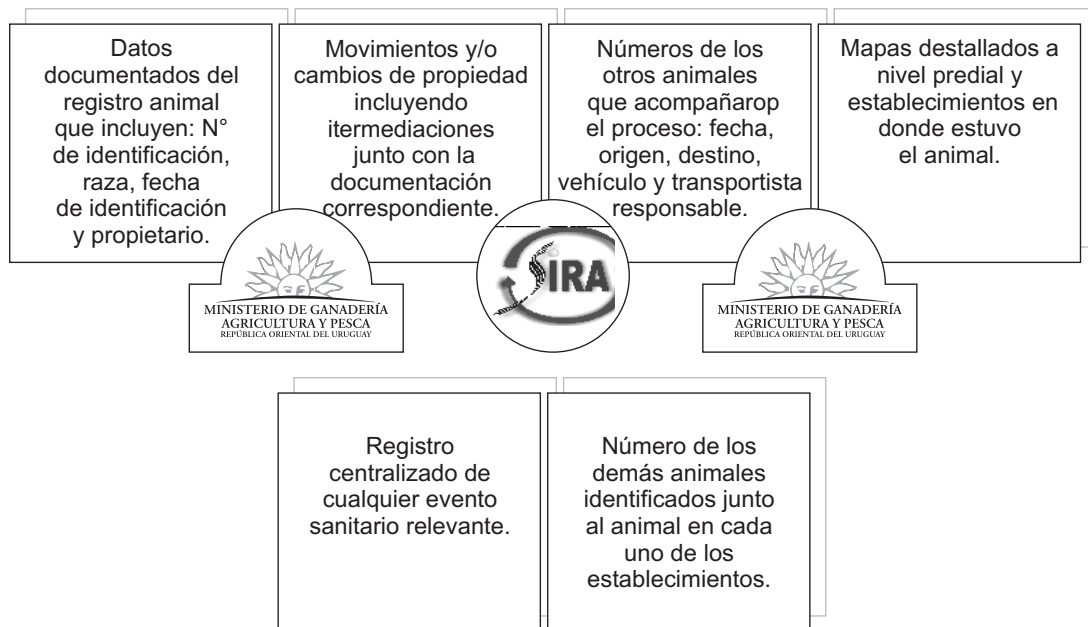 Datos
documentados del
registro animal
que incluyen: N°
de identificación,
raza, fecha
de identificación
y propietario.
Movimientos y/o
cambios de propiedad
incluyendo
itermediaciones
junto con la
documentación
correspondiente.
Números de los
otros animales
que acompañarop
el proceso: fecha,
origen, destino,
vehículo y transportista
responsable.
Mapas destallados a
nivel predial y
establecimientos en
donde estuvo
el animal.
MINISTERIO DE GANADERÍA
AGRICULTURA Y PESCA
REPÚBLICA ORIENTAL DEL URUGUAY
SIRA
MINISTERIO DE GANADERÍA
AGRICULTURA Y PESCA
REPÚBLICA ORIENTAL DEL URUGUAY
Registro
centralizado de
cualquier evento
sanitario relevante.
Número de los
demás animales
identificados junto
al animal en cada
uno de los
establecimientos.